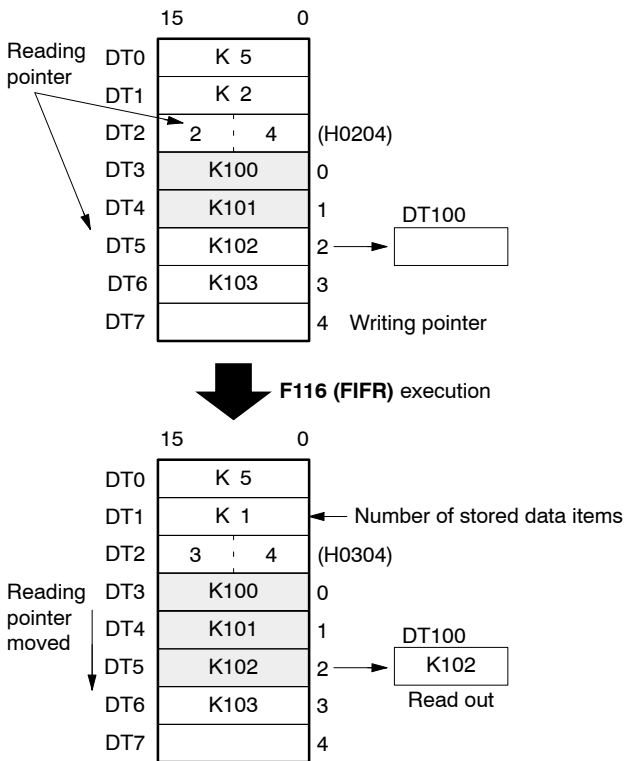 15 0
Reading
pointer
DT0 K 5
DT1 K 2
DT2 2 4 (H0204)
DT3 K100 0
DT4 K101 1
DT100
DT5 K102 2
DT6 K103 3
DT7 4 Writing pointer
F116 (FIFR) execution
15 0
DT0 K 5
DT1 K 1 Number of stored data items
DT2 3 4 (H0304)
Reading
pointer
moved
DT3 K100 0
DT4 K101 1
DT100
DT5 K102 2 K102
Read out
DT6 K103 3
DT7 4